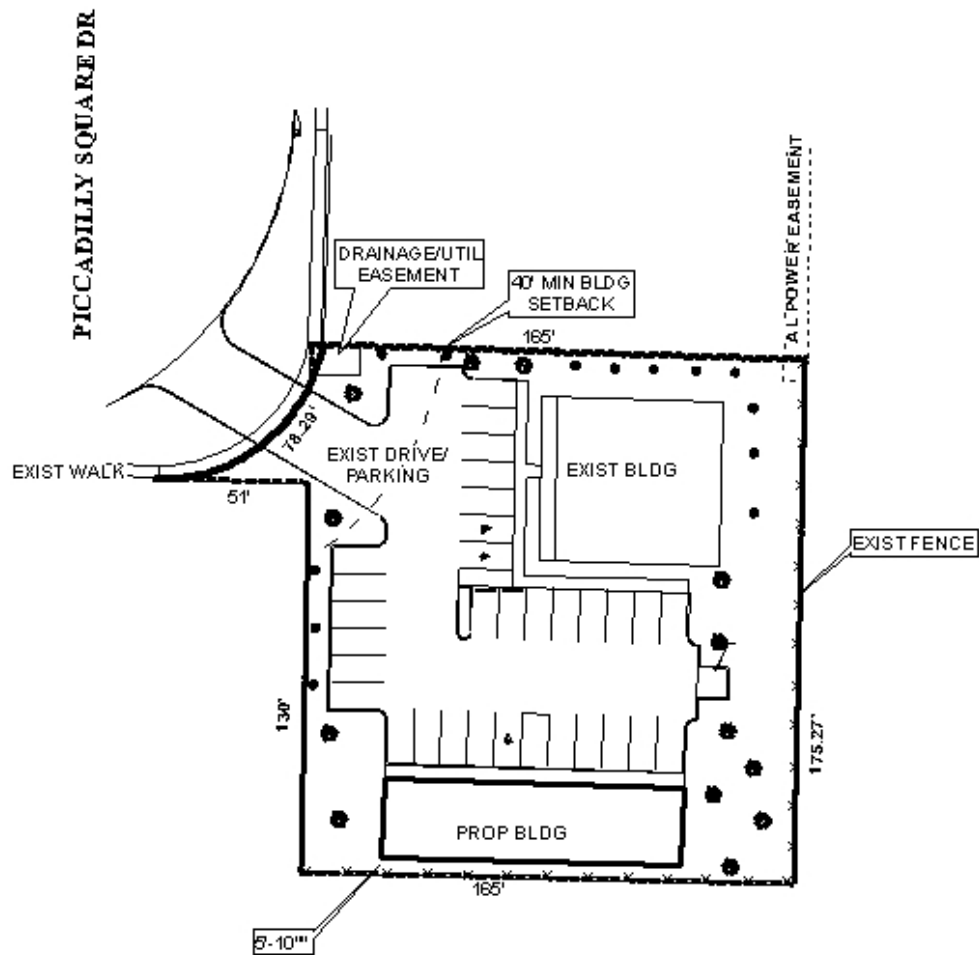 PICCADILLY SQUARE DR
AL POWER EASEMENT
DRAINAGE/UTIL
EASEMENT
40' MIN BLDG
SETBACK
165'
78.29'
EXIST DRIVE/
PARKING
EXIST BLDG
EXIST WALK
51'
EXIST FENCE
130'
175.27'
PROP BLDG
165'
5'-10""